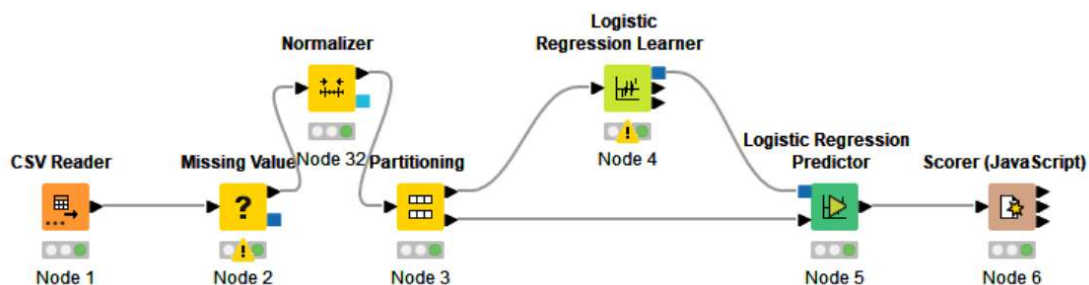 Logistic
Regression Learner
Normalizer
Node 32
Node 4
CSV Reader
Missing Value
Partitioning
Logistic Regression
Predictor
Scorer (JavaScript)
?
Node 1
Node 2
Node 3
Node 5
Node 6